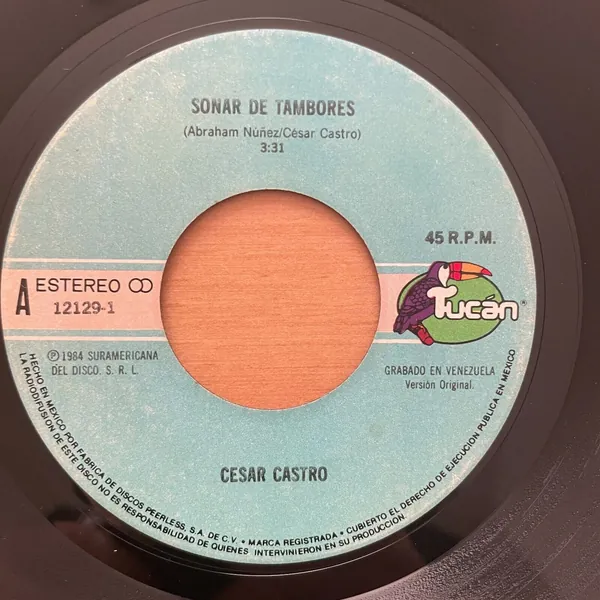 SONAR DE TAMBORES
(Abraham Núñez/César Castro)
3:31
45 R.P.M.
A
ESTEREO
12129-1
Tucán®
℗ 1984 SURAMERICANA
DEL DISCO. S. R. L.
GRABADO EN VENEZUELA
Versión Original.
CESAR CASTRO
HECHO EN MEXICO POR FABRICA DE DISCOS PEERLESS, S.A. DE C.V. • MARCA REGISTRADA • CUBIERTO EL DERECHO DE EJECUCION PUBLICA EN MEXICO
LA RADIODIFUSION DE ESTE DISCO NO ES RESPONSABILIDAD DE QUIENES INTERVINIERON EN SU PRODUCCION.